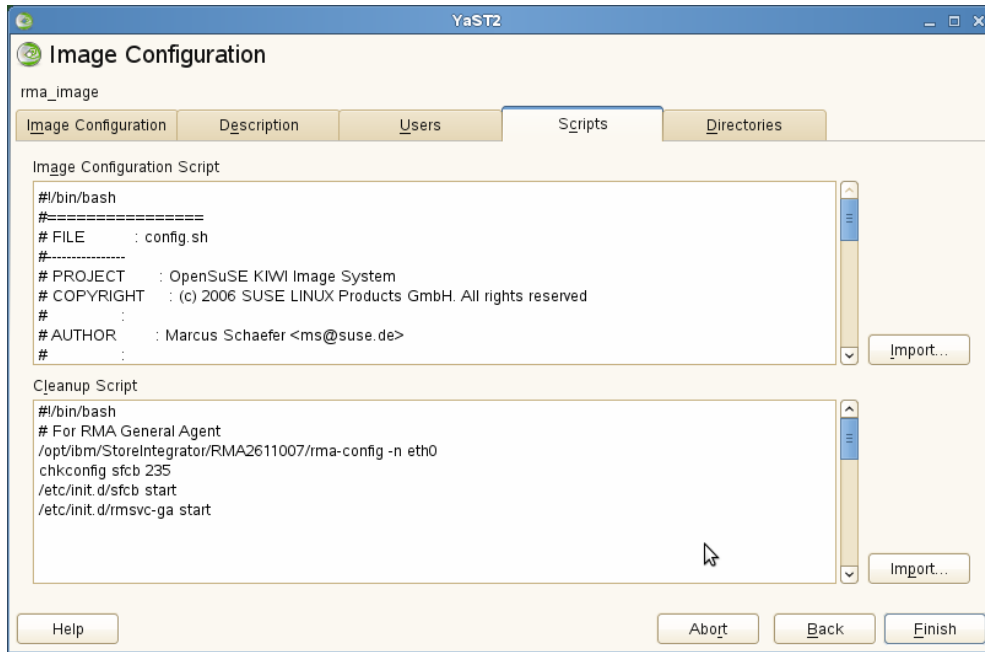 YaST2
Image Configuration
rma_image
Image Configuration Description Users Scripts Directories
Image Configuration Script
#!/bin/bash
#================
# FILE : config.sh
#----------------
# PROJECT : OpenSuSE KIWI Image System
# COPYRIGHT : (c) 2006 SUSE LINUX Products GmbH. All rights reserved
# :
# AUTHOR : Marcus Schaefer <ms@suse.de>
# :
Import...
Cleanup Script
#!/bin/bash
# For RMA General Agent
/opt/ibm/StoreIntegrator/RMA2611007/rma-config -n eth0
chkconfig sfcb 235
/etc/init.d/sfcb start
/etc/init.d/rmsvc-ga start
Import...
Help Abort Back Finish